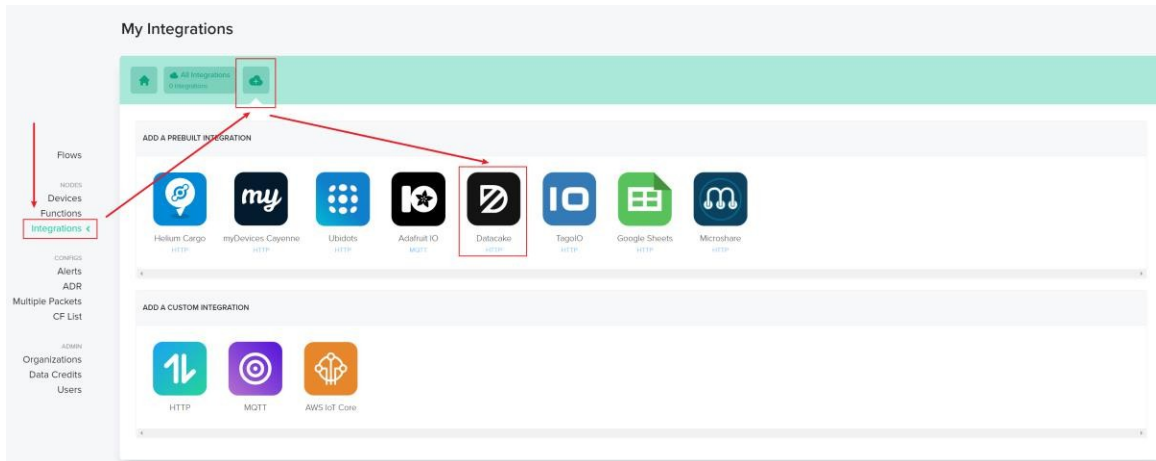 My Integrations
All Integrations
0 Integrations
Flows
NODES
Devices
Functions
Integrations
CONFIGS
Alerts
ADR
Multiple Packets
CF List
ADMIN
Organizations
Data Credits
Users
ADD A PREBUILT INTEGRATION
my
IO
Helium Cargo
HTTP
myDevices Cayenne
HTTP
Ubidots
HTTP
Adafruit IO
MQTT
Datacake
HTTP
TagoIO
HTTP
Google Sheets
HTTP
Microshare
HTTP
ADD A CUSTOM INTEGRATION
HTTP
MQTT
AWS IoT Core